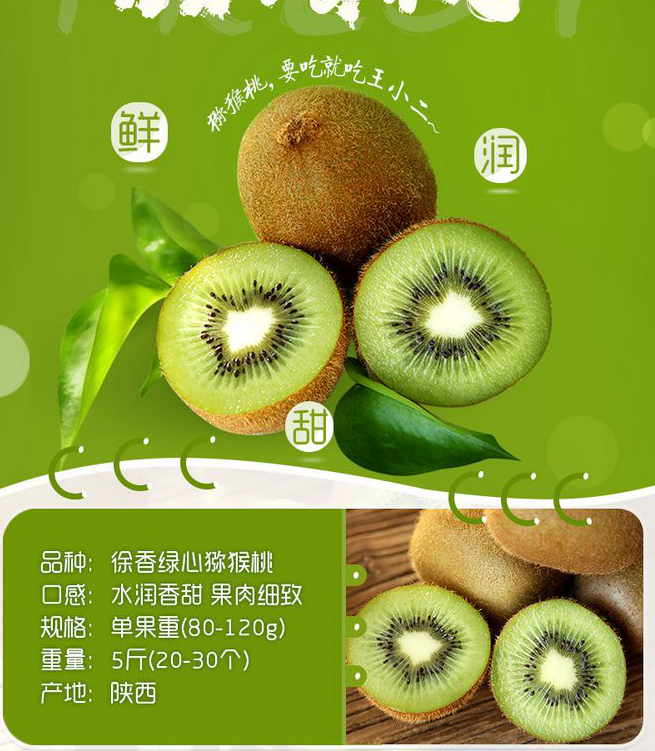 猕猴桃，要吃就吃王小二~
鲜
润
甜
品种： 徐香绿心猕猴桃
口感： 水润香甜 果肉细致
规格： 单果重(80-120g)
重量： 5斤(20-30个)
产地： 陕西